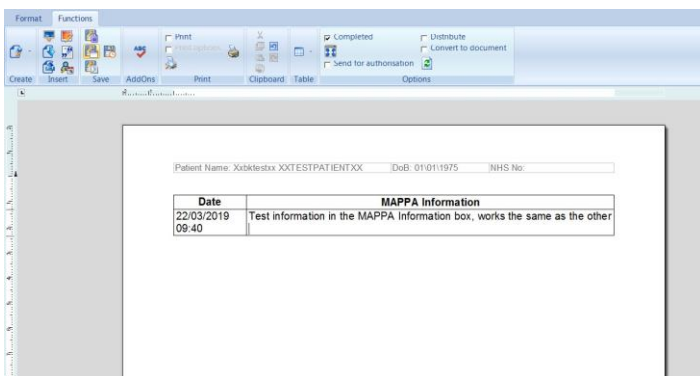 Format Functions
Print
Completed
Distribute
Convert to document
Send for authorisation
ABC
Create Insert Save AddOns Print Clipboard Table Options
Patient Name: Xxbktestxx XXTESTPATIENTXX DoB: 01\01\1975 NHS No:
Date MAPPA Information
22/03/2019 Test information in the MAPPA Information box, works the same as the other
09:40